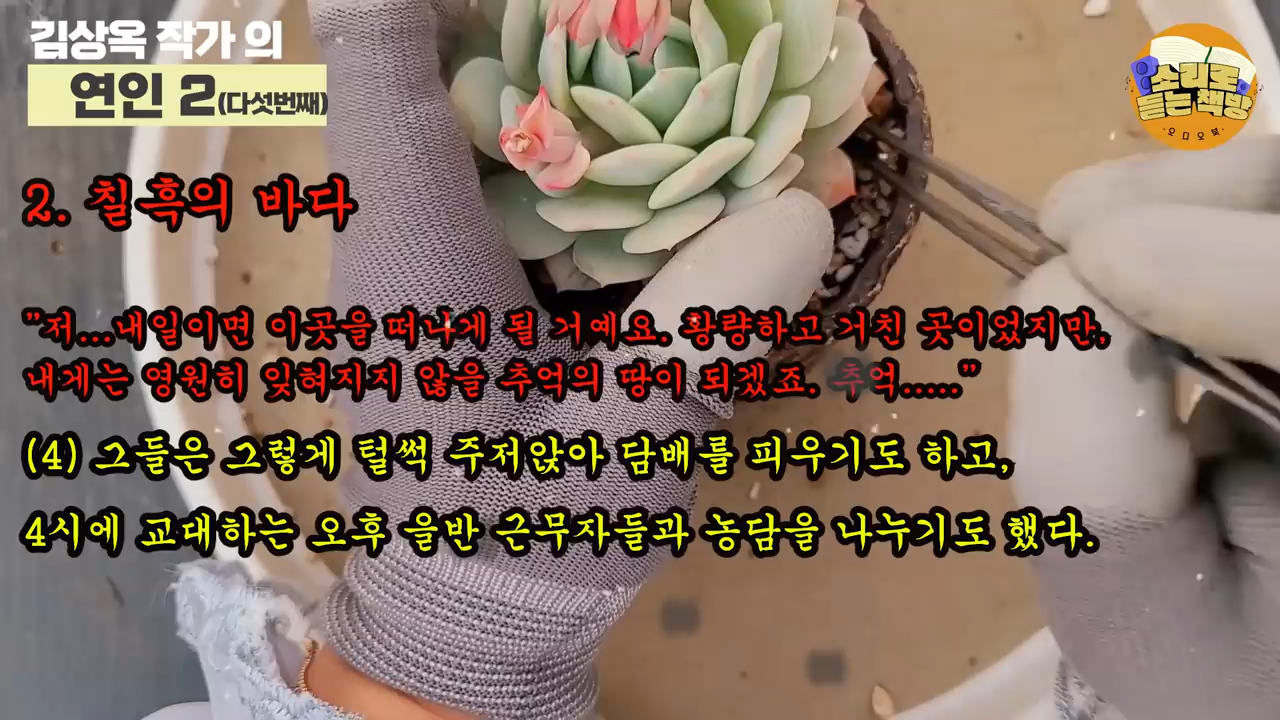 김상옥 작가 의
연인 2(다섯번째)
소리로
듣는 책방
·오디오북·
2. 칠흑의 바다
"저...내일이면 이곳을 떠나게 될 거예요. 황량하고 거친 곳이었지만,
내게는 영원히 잊혀지지 않을 추억의 땅이 되겠죠. 추억....."
(4) 그들은 그렇게 털썩 주저앉아 담배를 피우기도 하고,
4시에 교대하는 오후 을반 근무자들과 농담을 나누기도 했다.